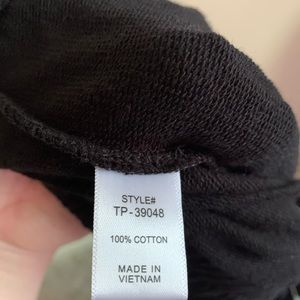 STYLE#
TP-39048
100% COTTON
MADE IN
VIETNAM